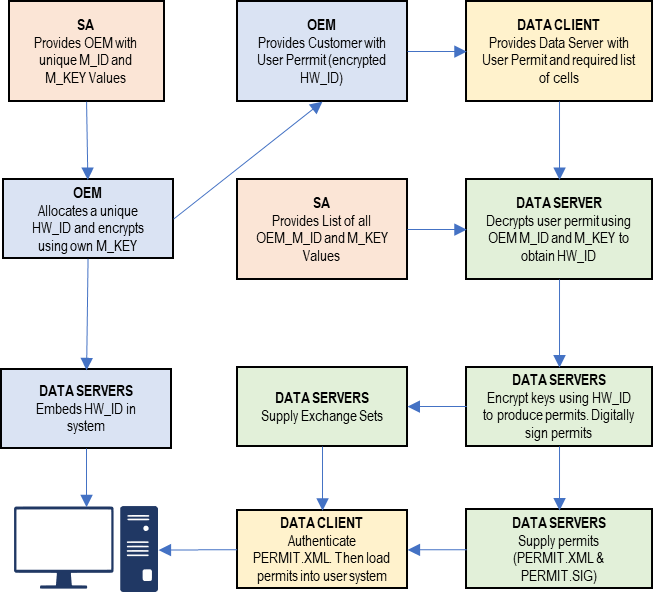 SA
Provides OEM with
unique M_ID and
M_KEY Values
OEM
Provides Customer with
User Permit (encrypted
HW_ID)
DATA CLIENT
Provides Data Server with
User Permit and required list
of cells
OEM
Allocates a unique
HW_ID and encrypts
using own M_KEY
SA
Provides List of all
OEM_M_ID and M_KEY
Values
DATA SERVER
Decrypts user permit using
OEM M_ID and M_KEY to
obtain HW_ID
DATA SERVERS
Embeds HW_ID in
system
DATA SERVERS
Supply Exchange Sets
DATA SERVERS
Encrypt keys using HW_ID
to produce permits. Digitally
sign permits
DATA CLIENT
Authenticate
PERMIT.XML. Then load
permits into user system
DATA SERVERS
Supply permits
(PERMIT.XML &
PERMIT.SIG)